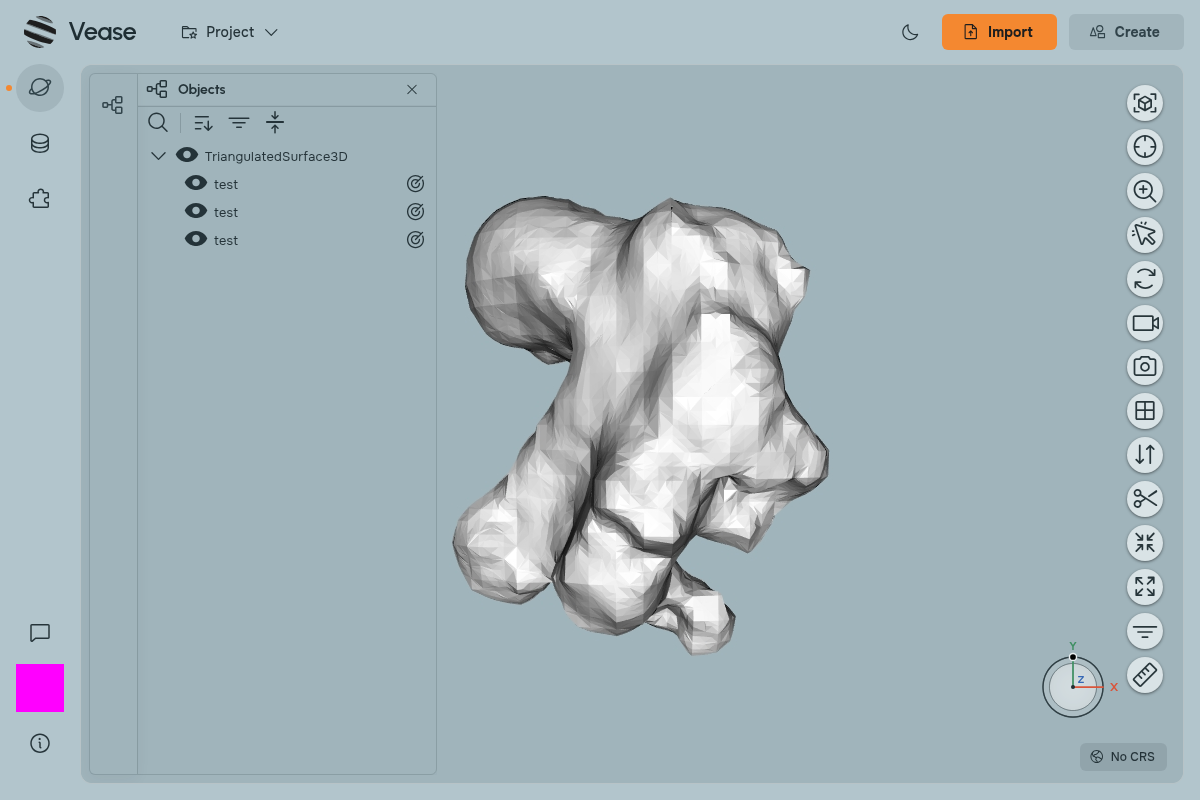 Vease
Project
Import
Create
Objects
TriangulatedSurface3D
test
test
test
Y
Z
X
No CRS